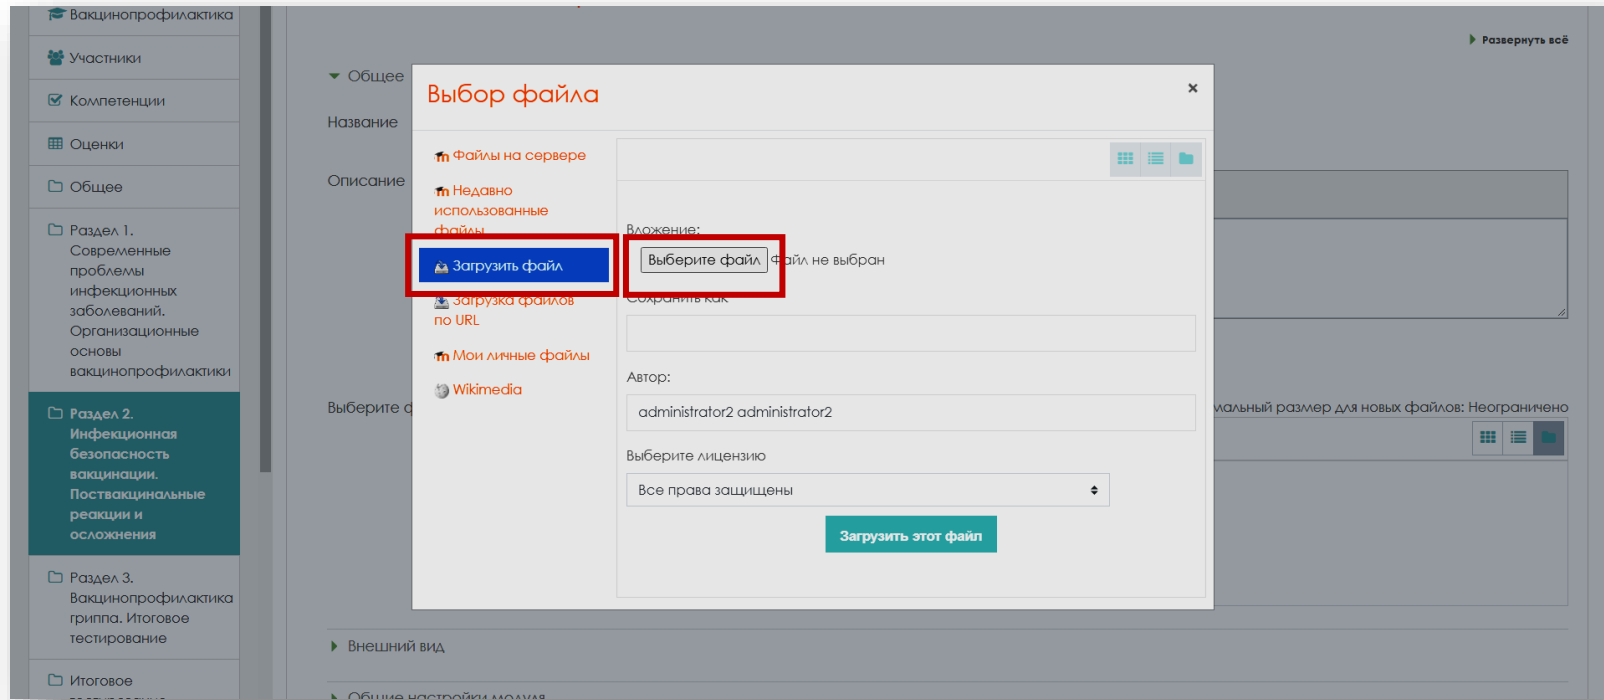 Вакцинопрофилактика
Участники
Компетенции
Оценки
Общее
Раздел 1.
Современные
проблемы
инфекционных
заболеваний.
Организационные
основы
вакцинопрофилактики
Раздел 2.
Инфекционная
безопасность
вакцинации.
Поствакцинальные
реакции и
осложнения
Раздел 3.
Вакцинопрофилактика
гриппа. Итоговое
тестирование
Итоговое
Развернуть всё
Общее
Название
Описание
Выберите ф
мальный размер для новых файлов: Неограничено
Внешний вид
Общие настройки модуля
Выбор файла
×
Файлы на сервере
Недавно
использованные
файлы
Загрузить файл
Загрузка файлов
по URL
Мои личные файлы
Wikimedia
Вложение:
Выберите файл Файл не выбран
Сохранить как
Автор:
administrator2 administrator2
Выберите лицензию
Все права защищены
Загрузить этот файл